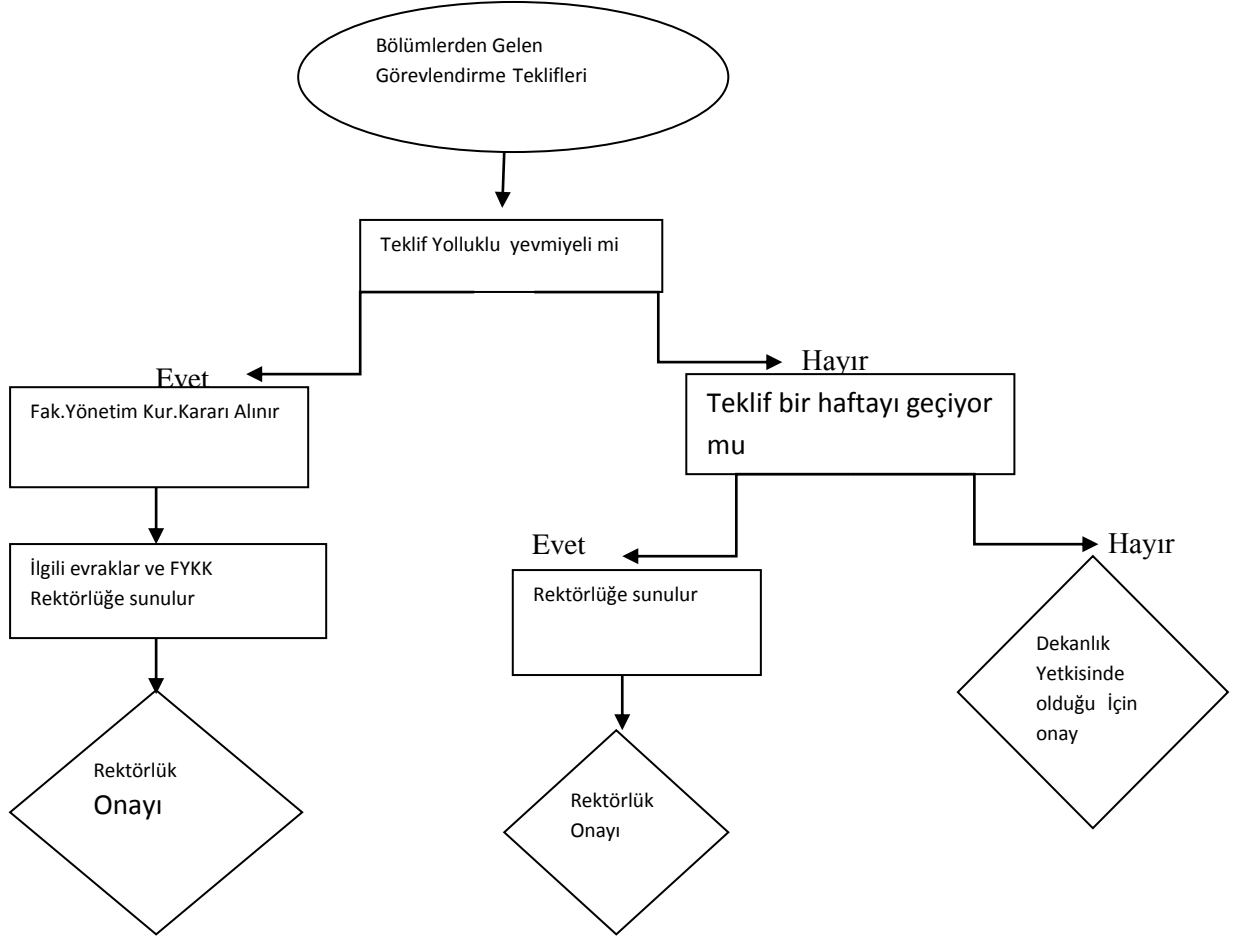 Bölümlerden Gelen
Görevlendirme Teklifleri
Teklif Yolluklu yevmiyeli mi
Evet
Hayır
Fak.Yönetim Kur.Kararı Alınır
Teklif bir haftayı geçiyor
mu
İlgili evraklar ve FYKK
Rektörlüğe sunulur
Evet
Hayır
Rektörlüğe sunulur
Dekanlık
Yetkisinde
olduğu İçin
onay
Rektörlük
Onayı
Rektörlük
Onayı